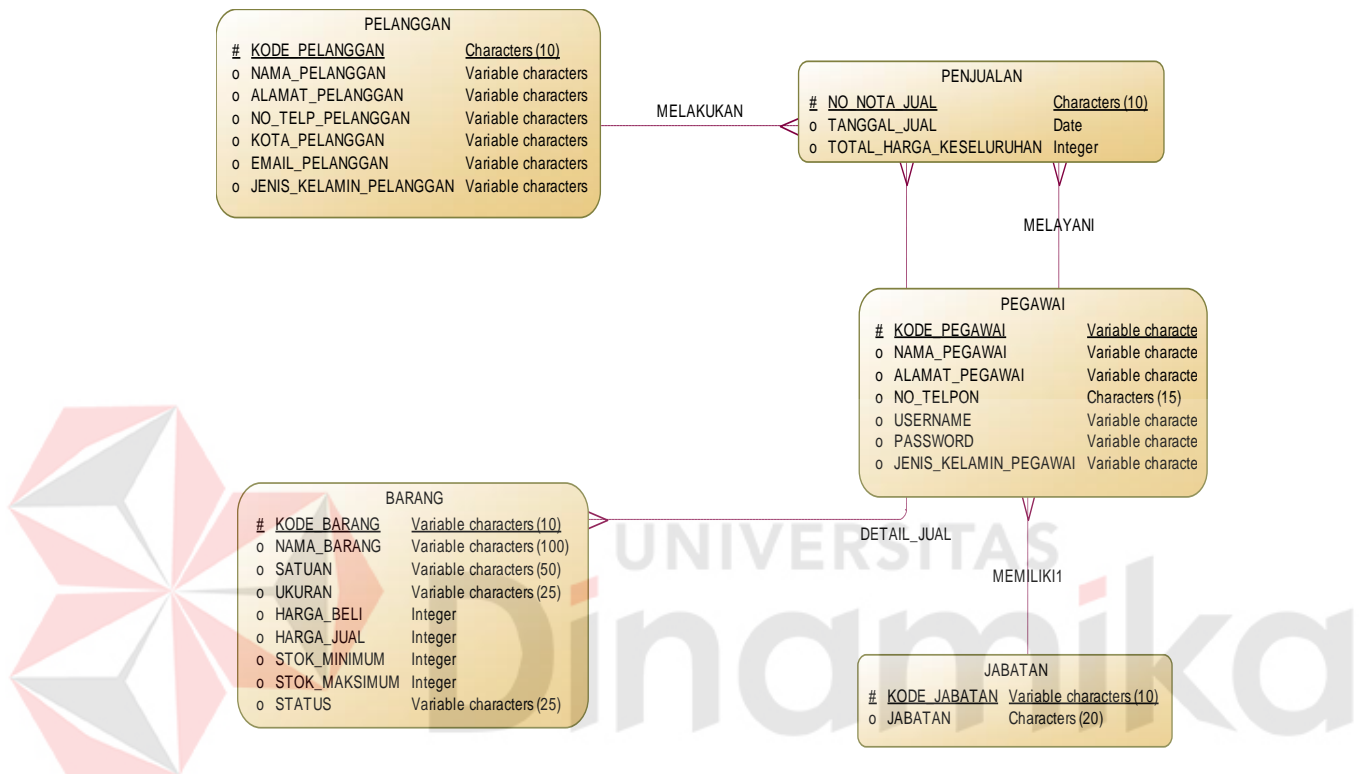 PELANGGAN
# KODE_PELANGGAN Characters (10)
o NAMA_PELANGGAN Variable characters
o ALAMAT_PELANGGAN Variable characters
o NO_TELP_PELANGGAN Variable characters
o KOTA_PELANGGAN Variable characters
o EMAIL_PELANGGAN Variable characters
o JENIS_KELAMIN_PELANGGAN Variable characters
MELAKUKAN
PENJUALAN
# NO_NOTA_JUAL Characters (10)
o TANGGAL_JUAL Date
o TOTAL_HARGA_KESELURUHAN Integer
MELAYANI
PEGAWAI
# KODE_PEGAWAI Variable characte
o NAMA_PEGAWAI Variable characte
o ALAMAT_PEGAWAI Variable characte
o NO_TELPON Characters (15)
o USERNAME Variable characte
o PASSWORD Variable characte
o JENIS_KELAMIN_PEGAWAI Variable characte
BARANG
# KODE_BARANG Variable characters (10)
o NAMA_BARANG Variable characters (100)
o SATUAN Variable characters (50)
o UKURAN Variable characters (25)
o HARGA_BELI Integer
o HARGA_JUAL Integer
o STOK_MINIMUM Integer
o STOK_MAKSIMUM Integer
o STATUS Variable characters (25)
DETAIL_JUAL
MEMILIKI1
JABATAN
# KODE_JABATAN Variable characters (10)
o JABATAN Characters (20)
UNIVERSITAS
Dinamika